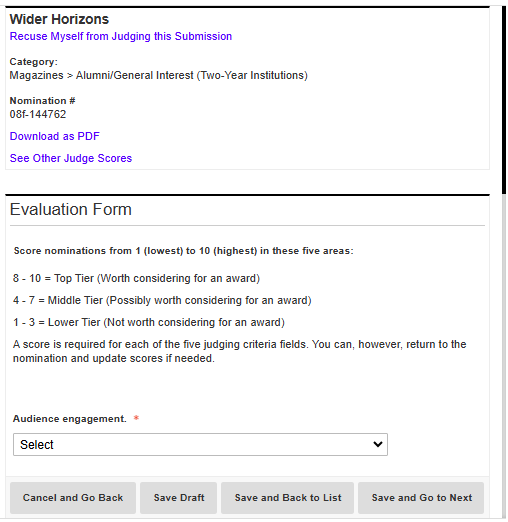 Wider Horizons
Recuse Myself from Judging this Submission
Category:
Magazines > Alumni/General Interest (Two-Year Institutions)
Nomination #
08f-144762
Download as PDF
See Other Judge Scores
Evaluation Form
Score nominations from 1 (lowest) to 10 (highest) in these five areas:
8 - 10 = Top Tier (Worth considering for an award)
4 - 7 = Middle Tier (Possibly worth considering for an award)
1 - 3 = Lower Tier (Not worth considering for an award)
A score is required for each of the five judging criteria fields. You can, however, return to the
nomination and update scores if needed.
Audience engagement. *
Select
Cancel and Go Back Save Draft Save and Back to List Save and Go to Next